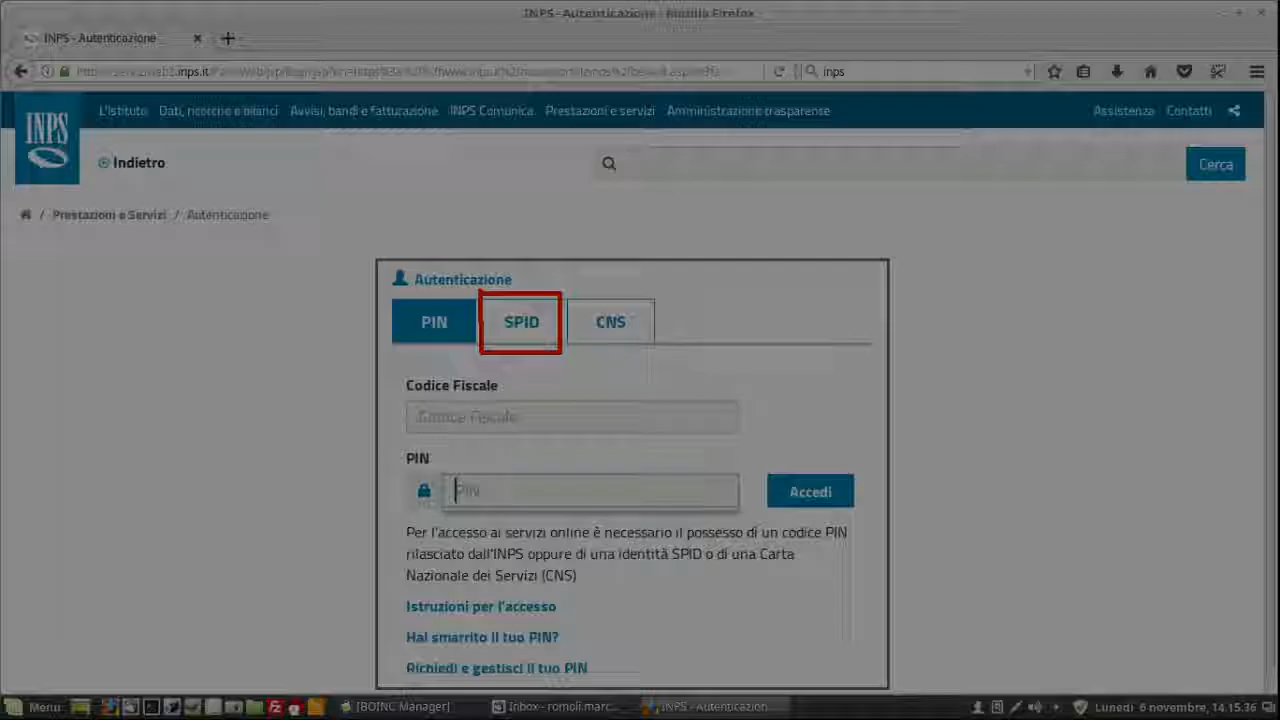 INPS - Autenticazione - Mozilla Firefox
INPS - Autenticazione
inps.it
inps
INPS
L'Istituto Dati, ricerche e bilanci Avvisi, bandi e fatturazione INPS Comunica Prestazioni e servizi Amministrazione trasparente Assistenza Contatti
Indietro
Cerca
/ Prestazioni e Servizi / Autenticazione
Autenticazione
PIN SPID CNS
Codice Fiscale
Codice Fiscale
PIN
PIN
Accedi
Per l'accesso ai servizi online è necessario il possesso di un codice PIN
rilasciato dall'INPS oppure di una identità SPID o di una Carta
Nazionale dei Servizi (CNS)
Istruzioni per l'accesso
Hai smarrito il tuo PIN?
Richiedi e gestisci il tuo PIN
Menu [BOINC Manager] Inbox - romoli.marc... INPS - Autenticazion... Lunedì 6 novembre, 14.15.36